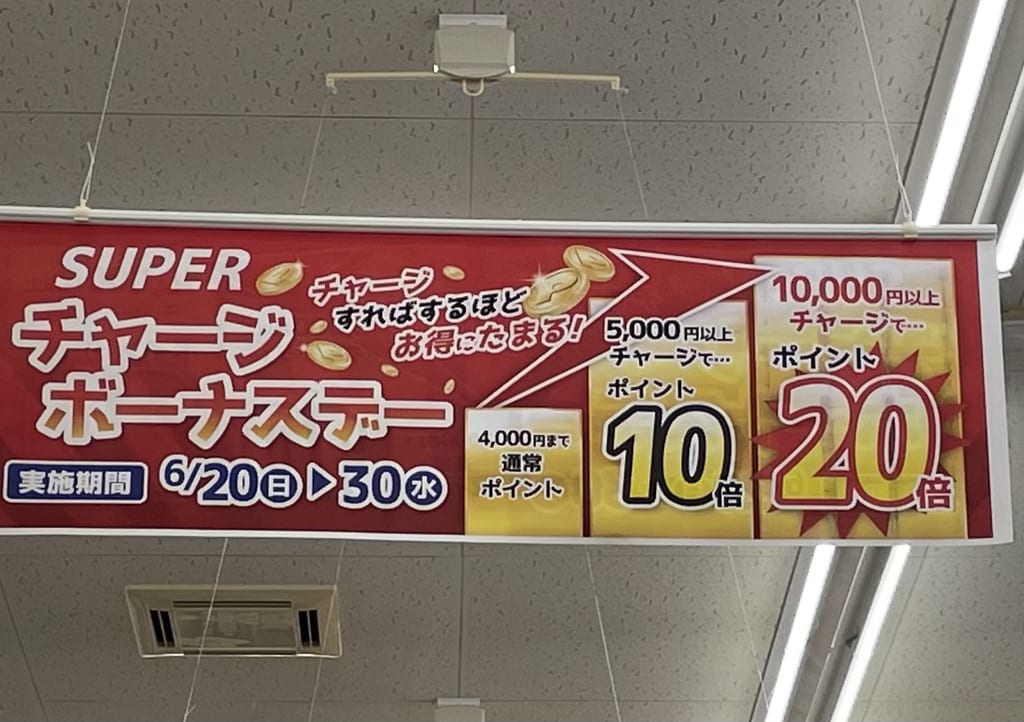 SUPER
チャージ
ボーナスデー
実施期間 6/20日▶30水
チャージ
すればするほど
お得にたまる!
4,000円まで
通常
ポイント
5,000円以上
チャージで…
ポイント
10倍
10,000円以上
チャージで…
ポイント
20倍